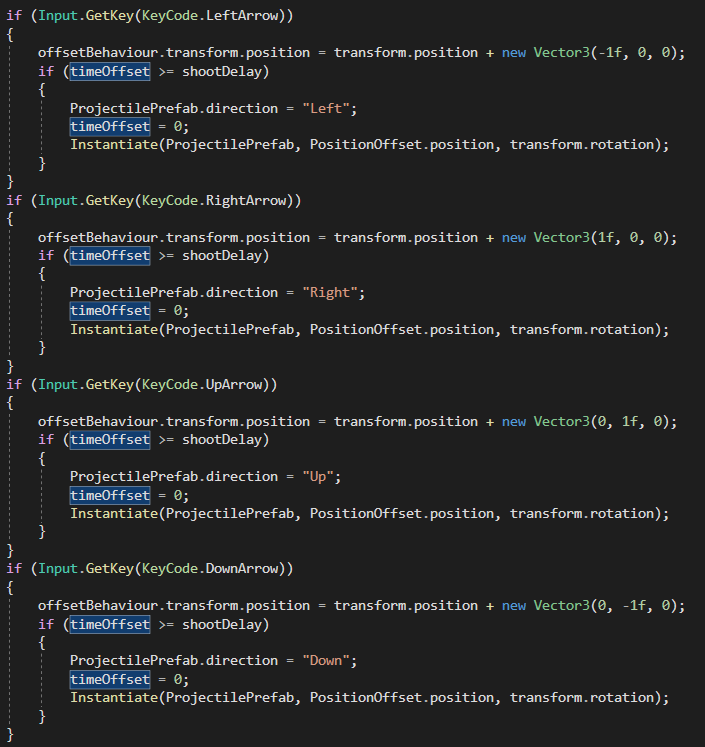 if (Input.GetKey(KeyCode.LeftArrow))
{
    offsetBehaviour.transform.position = transform.position + new Vector3(-1f, 0, 0);
    if (timeOffset >= shootDelay)
    {
        ProjectilePrefab.direction = "Left";
        timeOffset = 0;
        Instantiate(ProjectilePrefab, PositionOffset.position, transform.rotation);
    }
}
if (Input.GetKey(KeyCode.RightArrow))
{
    offsetBehaviour.transform.position = transform.position + new Vector3(1f, 0, 0);
    if (timeOffset >= shootDelay)
    {
        ProjectilePrefab.direction = "Right";
        timeOffset = 0;
        Instantiate(ProjectilePrefab, PositionOffset.position, transform.rotation);
    }
}
if (Input.GetKey(KeyCode.UpArrow))
{
    offsetBehaviour.transform.position = transform.position + new Vector3(0, 1f, 0);
    if (timeOffset >= shootDelay)
    {
        ProjectilePrefab.direction = "Up";
        timeOffset = 0;
        Instantiate(ProjectilePrefab, PositionOffset.position, transform.rotation);
    }
}
if (Input.GetKey(KeyCode.DownArrow))
{
    offsetBehaviour.transform.position = transform.position + new Vector3(0, -1f, 0);
    if (timeOffset >= shootDelay)
    {
        ProjectilePrefab.direction = "Down";
        timeOffset = 0;
        Instantiate(ProjectilePrefab, PositionOffset.position, transform.rotation);
    }
}